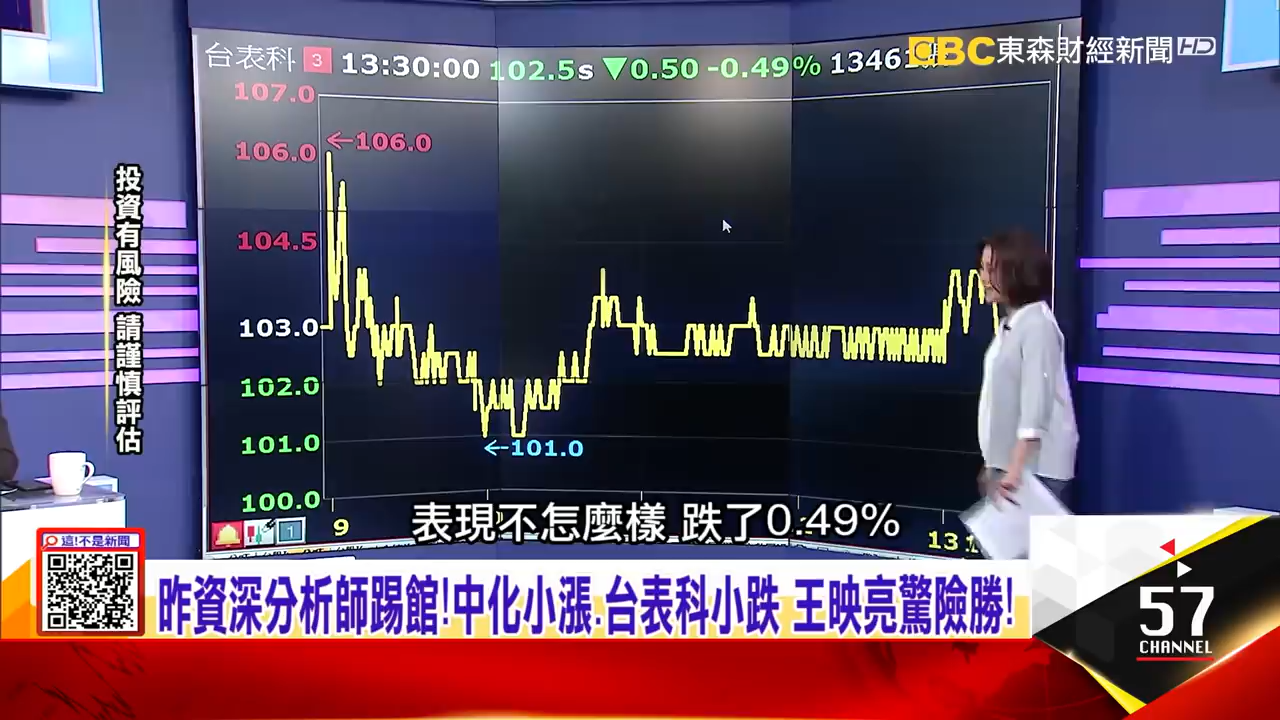 台表科 3 13:30:00 102.5s ▼0.50 -0.49% 13461
EBC 東森財經新聞 HD
107.0
106.0
←106.0
104.5
103.0
102.0
101.0
←101.0
100.0
1
9
13
投資有風險 請謹慎評估
表現不怎麼樣 跌了0.49%
這!不是新聞
昨資深分析師踢館!中化小漲.台表科小跌 王映亮驚險勝!
57
CHANNEL